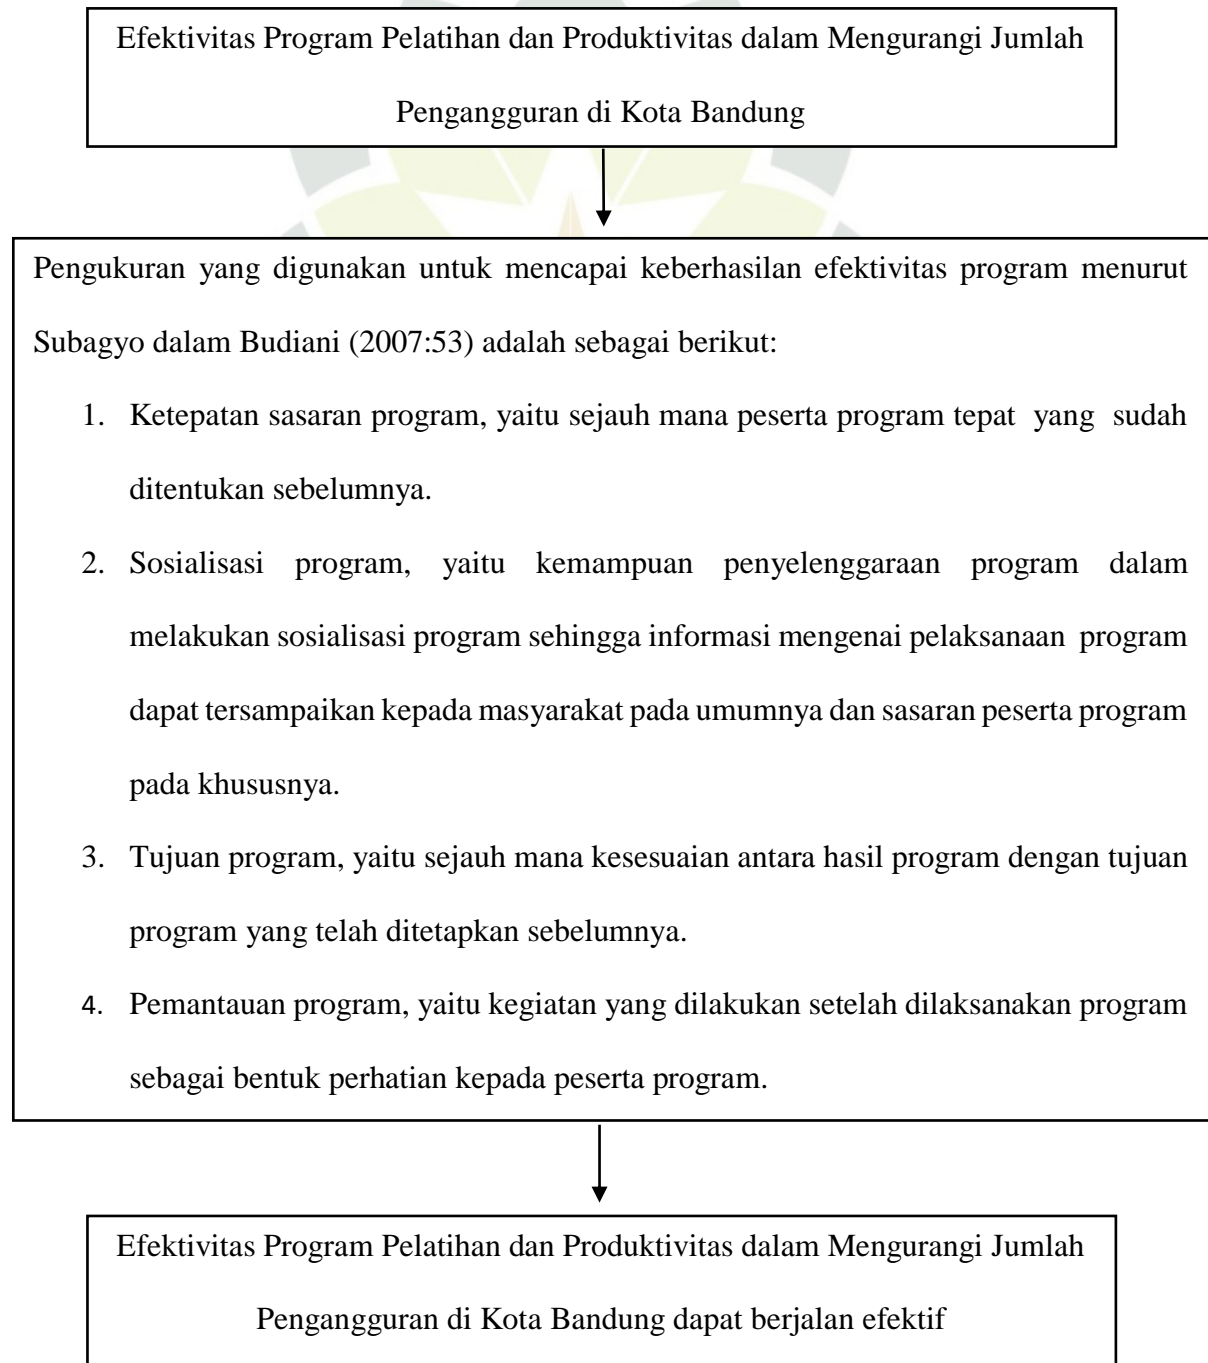 Efektivitas Program Pelatihan dan Produktivitas dalam Mengurangi Jumlah
Pengangguran di Kota Bandung
Pengukuran yang digunakan untuk mencapai keberhasilan efektivitas program menurut
Subagyo dalam Budiani (2007:53) adalah sebagai berikut:
1. Ketepatan sasaran program, yaitu sejauh mana peserta program tepat yang sudah
ditentukan sebelumnya.
2. Sosialisasi program, yaitu kemampuan penyelenggaraan program dalam
melakukan sosialisasi program sehingga informasi mengenai pelaksanaan program
dapat tersampaikan kepada masyarakat pada umumnya dan sasaran peserta program
pada khususnya.
3. Tujuan program, yaitu sejauh mana kesesuaian antara hasil program dengan tujuan
program yang telah ditetapkan sebelumnya.
4. Pemantauan program, yaitu kegiatan yang dilakukan setelah dilaksanakan program
sebagai bentuk perhatian kepada peserta program.
Efektivitas Program Pelatihan dan Produktivitas dalam Mengurangi Jumlah
Pengangguran di Kota Bandung dapat berjalan efektif